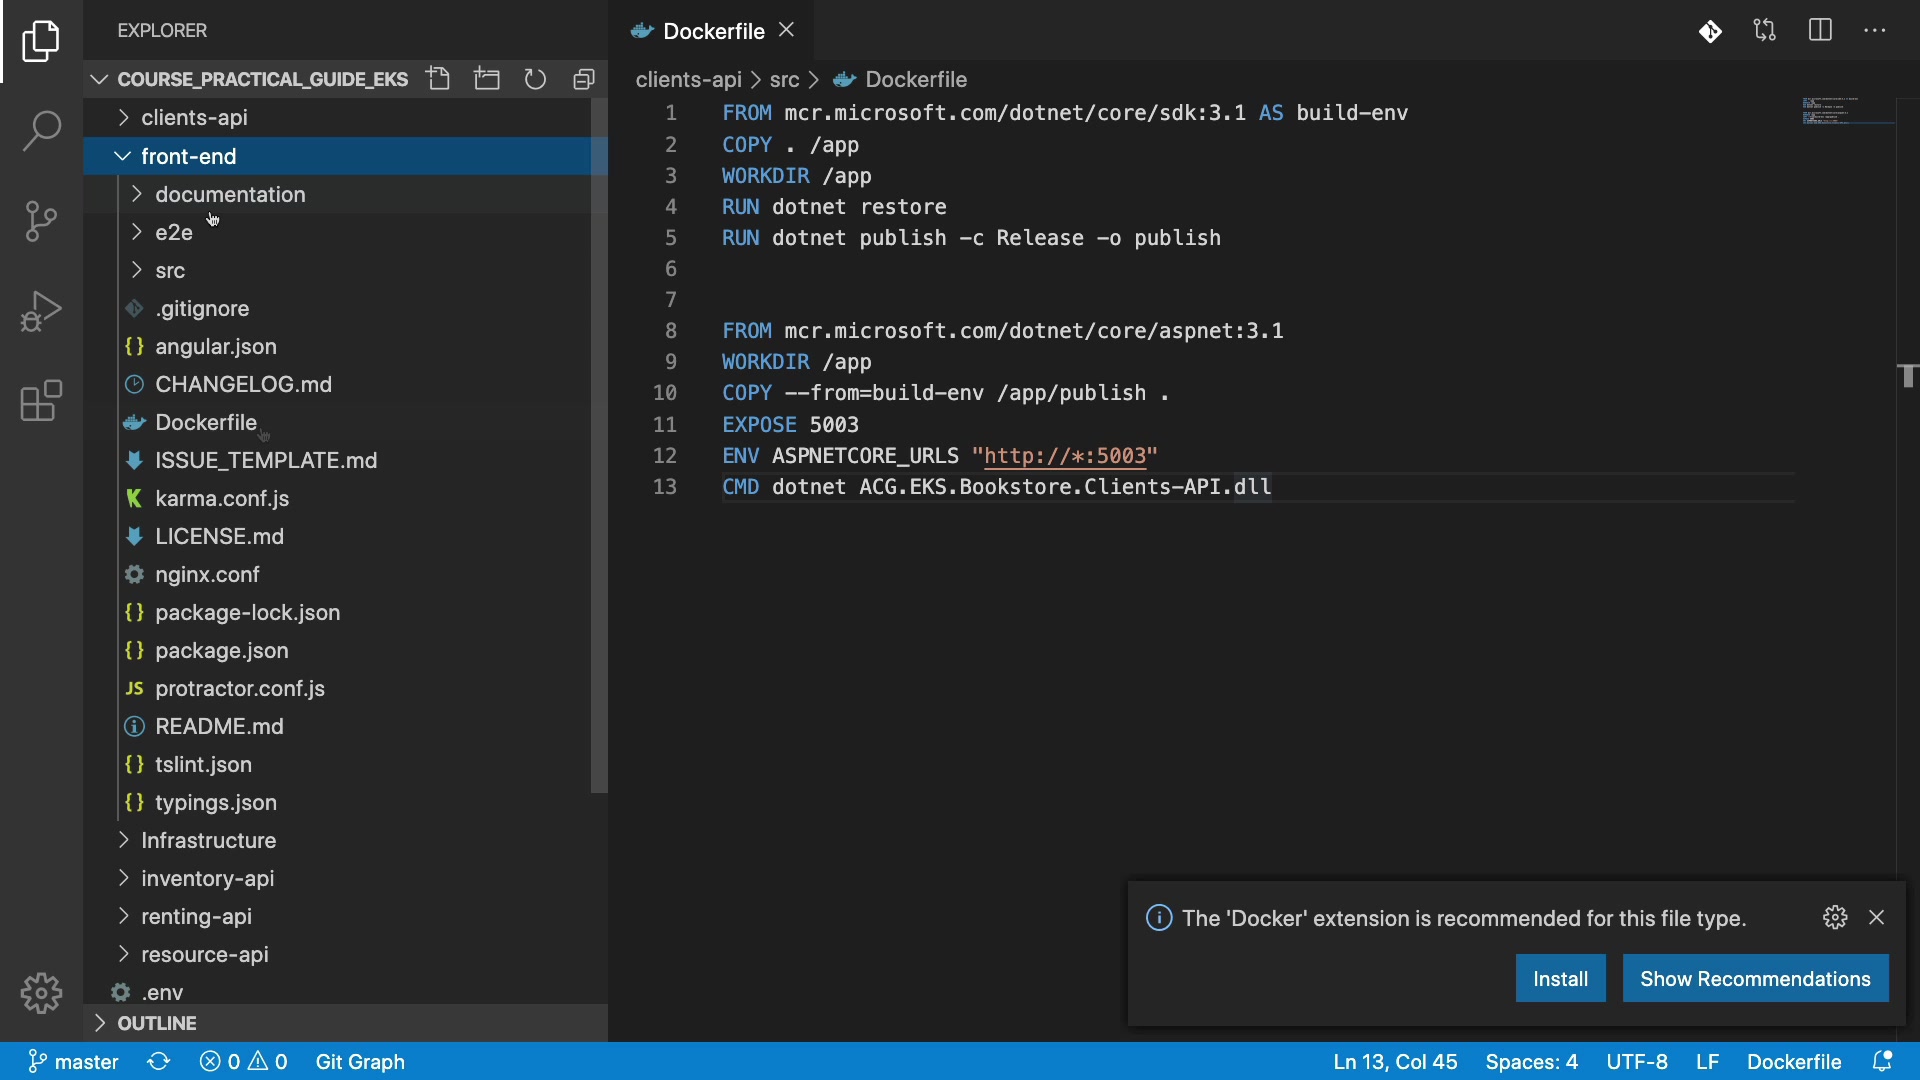 EXPLORER
COURSE_PRACTICAL_GUIDE_EKS
clients-api
front-end
documentation
e2e
src
.gitignore
{} angular.json
CHANGELOG.md
Dockerfile
ISSUE_TEMPLATE.md
karma.conf.js
LICENSE.md
nginx.conf
{} package-lock.json
{} package.json
JS protractor.conf.js
README.md
{} tslint.json
{} typings.json
Infrastructure
inventory-api
renting-api
resource-api
.env
OUTLINE
Dockerfile
clients-api > src > Dockerfile
1 FROM mcr.microsoft.com/dotnet/core/sdk:3.1 AS build-env
2 COPY . /app
3 WORKDIR /app
4 RUN dotnet restore
5 RUN dotnet publish -c Release -o publish
6
7
8 FROM mcr.microsoft.com/dotnet/core/aspnet:3.1
9 WORKDIR /app
10 COPY --from=build-env /app/publish .
11 EXPOSE 5003
12 ENV ASPNETCORE_URLS "http://*:5003"
13 CMD dotnet ACG.EKS.Bookstore.Clients-API.dll
The 'Docker' extension is recommended for this file type.
Install Show Recommendations
master 0 0 Git Graph Ln 13, Col 45 Spaces: 4 UTF-8 LF Dockerfile